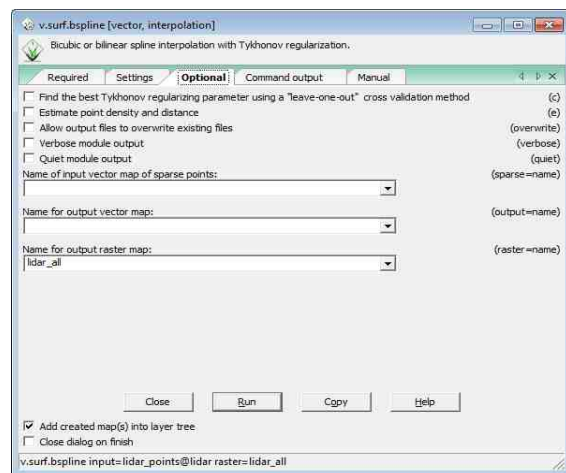 v.surf.bspline [vector, interpolation]
Bicubic or bilinear spline interpolation with Tykhonov regularization.
Required Settings Optional Command output Manual
Find the best Tykhonov regularizing parameter using a "leave-one-out" cross validation method (c)
Estimate point density and distance (e)
Allow output files to overwrite existing files (overwrite)
Verbose module output (verbose)
Quiet module output (quiet)
Name of input vector map of sparse points: (sparse=name)
Name for output vector map: (output=name)
Name for output raster map: (raster=name)
lidar_all
Close Run Copy Help
Add created map(s) into layer tree
Close dialog on finish
v.surf.bspline input=lidar_points@lidar raster=lidar_all